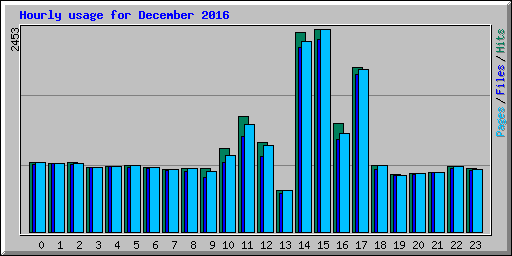 Hourly usage for December 2016
2453
Pages / Files / Hits
0 1 2 3 4 5 6 7 8 9 10 11 12 13 14 15 16 17 18 19 20 21 22 23